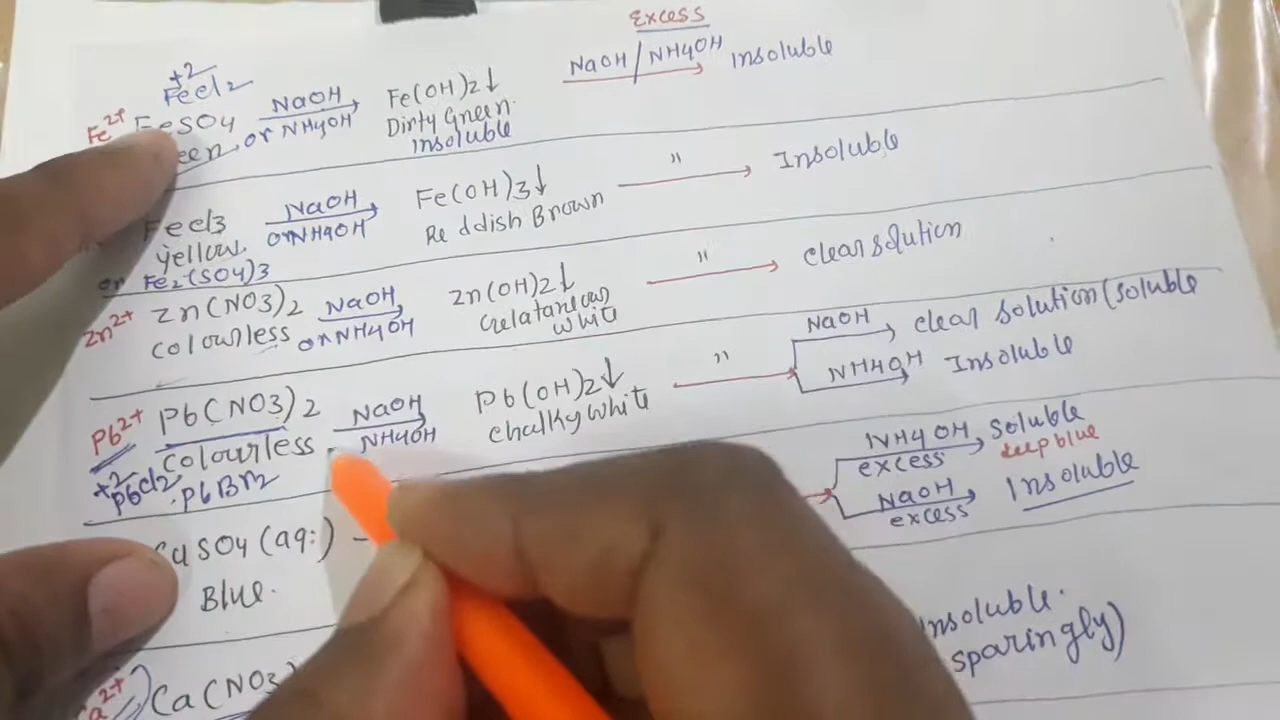 Excess
+2
FeCl2
Fe2+ FeSO4 NaOH or NH4OH Fe(OH)2↓ NaOH/NH4OH Insoluble
een Dirty Green
Insoluble
FeCl3 NaOH Fe(OH)3↓ " Insoluble
yellow. or NH4OH Reddish Brown
or Fe2(SO4)3
Zn2+ Zn(NO3)2 NaOH Zn(OH)2↓ " clear solution
colourless or NH4OH Gelataneous
white
Pb2+ Pb(NO3)2 NaOH Pb(OH)2↓ " NaOH clear solution (soluble
colourless NH4OH chalky white NH4OH Insoluble
+2
PbCl2, PbBr2
CuSO4 (aq:) NH4OH excess Soluble
deep blue
Blue. NaOH excess Insoluble
a2+ Ca(NO3 nsoluble.
sparingly)